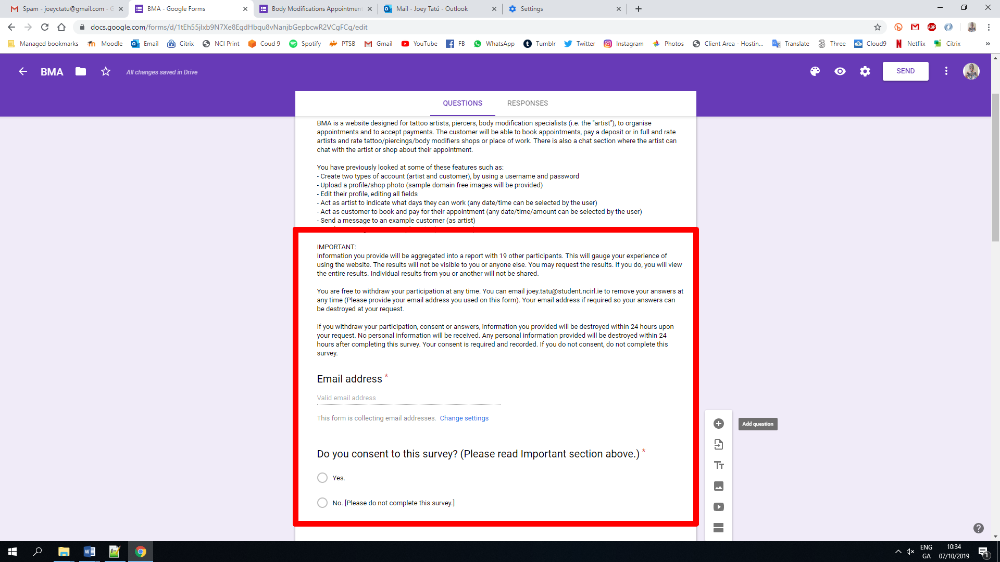 Spam - joeyctatu@gmail.com - G
BMA - Google Forms
Body Modifications Appointment
Mail - Joey Tatú - Outlook
Settings
docs.google.com/forms/d/1tEh55jIxb9N7Xe8EgdHbqu8vNanjbGepbcwR2VCgFCg/edit
Managed bookmarks
Moodle
Email
Citrix
NCI Print
Coud 9
Spotify
PTSB
Gmail
YouTube
FB
WhatsApp
Tumblr
Twitter
Instagram
Photos
Client Area - Hostin...
Translate
Three
Cloud9
Netflix
Citrix
ABP
BMA
All changes saved in Drive
SEND
QUESTIONS
RESPONSES
BMA is a website designed for tattoo artists, piercers, body modification specialists (i.e. the "artist"), to organise
appointments and to accept payments. The customer will be able to book appointments, pay a deposit or in full and rate
artists and rate tattoo/piercings/body modifiers shops or place of work. There is also a chat section where the artist can
chat with the artist or shop about their appointment.
You have previously looked at some of these features such as:
- Create two types of account (artist and customer), by using a username and password
- Upload a profile/shop photo (sample domain free images will be provided)
- Edit their profile, editing all fields
- Act as artist to indicate what days they can work (any date/time can be selected by the user)
- Act as customer to book and pay for their appointment (any date/time/amount can be selected by the user)
- Send a message to an example customer (as artist)
IMPORTANT:
Information you provide will be aggregated into a report with 19 other participants. This will gauge your experience of
using the website. The results will not be visible to you or anyone else. You may request the results. If you do, you will view
the entire results. Individual results from you or another will not be shared.
You are free to withdraw your participation at any time. You can email joey.tatu@student.ncirl.ie to remove your answers at
any time (Please provide your email address you used on this form). Your email address if required so your answers can
be destroyed at your request.
If you withdraw your participation, consent or answers, information you provided will be destroyed within 24 hours upon
your request. No personal information will be received. Any personal information provided will be destroyed within 24
hours after completing this survey. Your consent is required and recorded. If you do not consent, do not complete this
survey.
Email address *
Valid email address
This form is collecting email addresses. Change settings
Add question
Do you consent to this survey? (Please read Important section above.) *
Yes.
No. [Please do not complete this survey.]
ENG
GA
10:34
07/10/2019
1